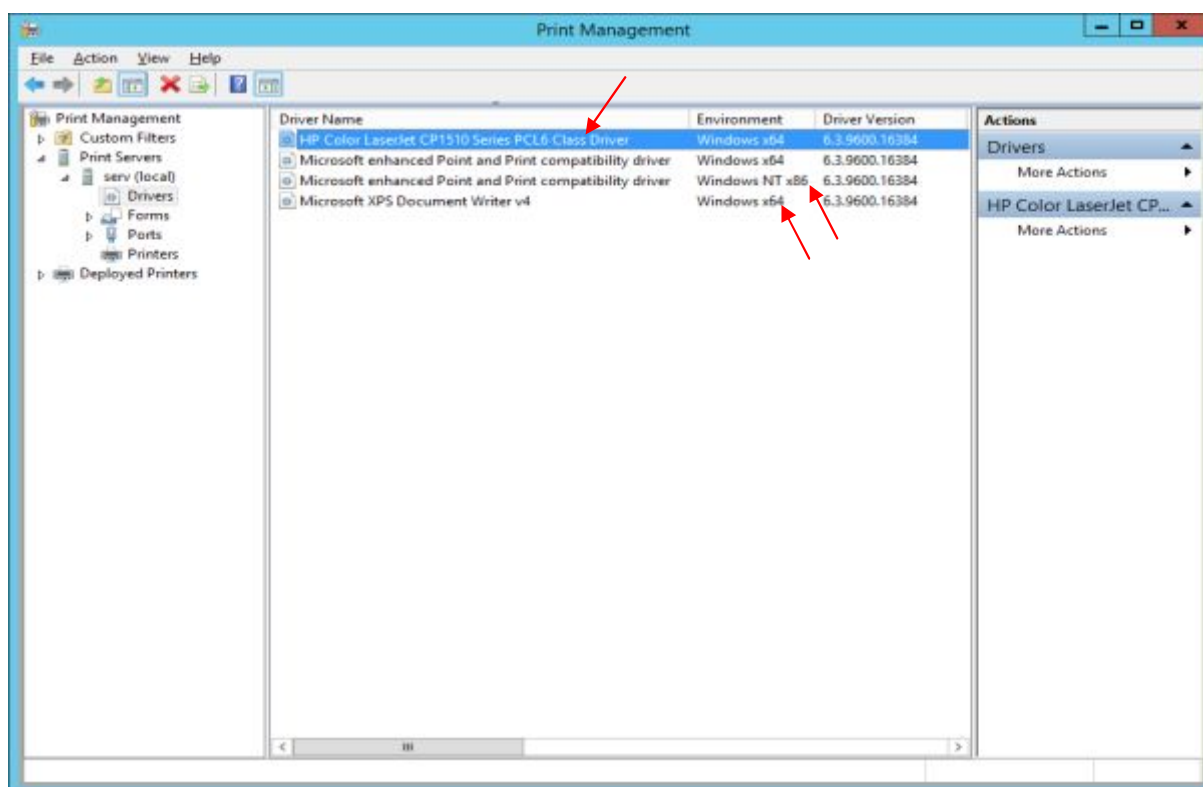 Print Management
File Action View Help
Print Management
Custom Filters
Print Servers
serv (local)
Drivers
Forms
Ports
Printers
Deployed Printers
Driver Name Environment Driver Version
HP Color LaserJet CP1510 Series PCL6 Class Driver Windows x64 6.3.9600.16384
Microsoft enhanced Point and Print compatibility driver Windows x64 6.3.9600.16384
Microsoft enhanced Point and Print compatibility driver Windows NT x86 6.3.9600.16384
Microsoft XPS Document Writer v4 Windows x64 6.3.9600.16384
Actions
Drivers
More Actions
HP Color LaserJet CP...
More Actions